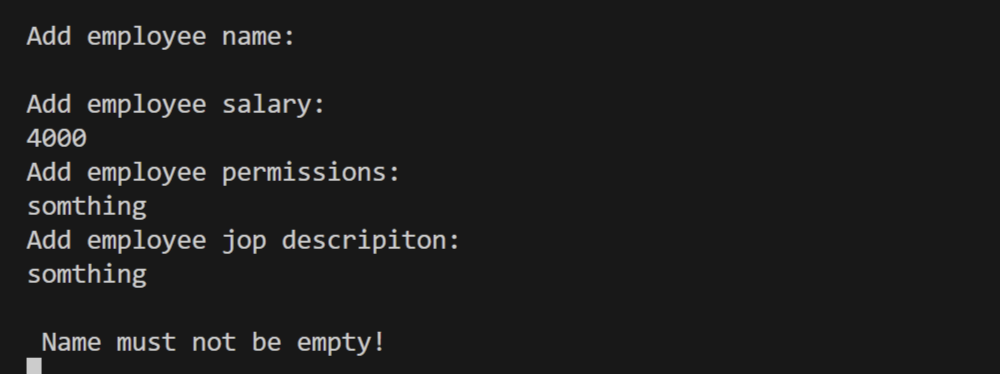 Add employee name:
Add employee salary:
4000
Add employee permissions:
somthing
Add employee jop descripiton:
somthing
Name must not be empty!